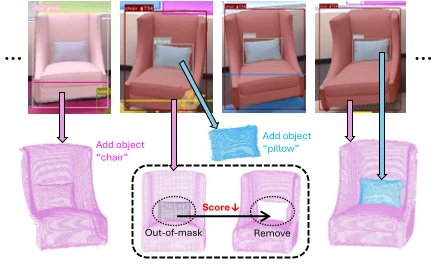 ...
...
Add object
"chair"
Add object
"pillow"
Score↓
Out-of-mask
Remove